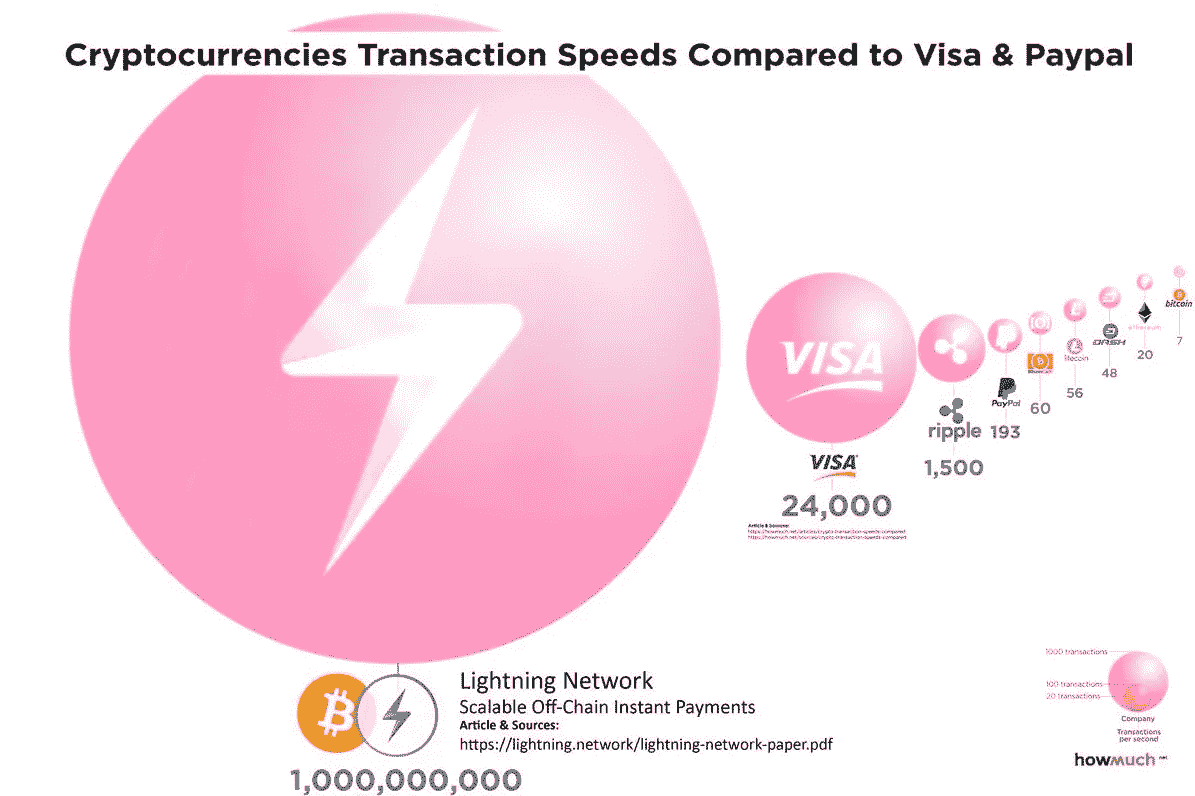 Cryptocurrencies Transaction Speeds Compared to Visa & Paypal
VISA
VISA
24,000
Article & Sources:
https://howmuch.net/articles/crypto-transaction-speeds-compared
https://howmuch.net/sources/crypto-transaction-speeds-compared
ripple
1,500
PayPal
193
60
litecoin
56
DASH
48
ethereum
20
bitcoin
7
Lightning Network
Scalable Off-Chain Instant Payments
Article & Sources:
https://lightning.network/lightning-network-paper.pdf
1,000,000,000
1000 transactions
100 transactions
20 transactions
Company
Transactions
per second
howmuch.net